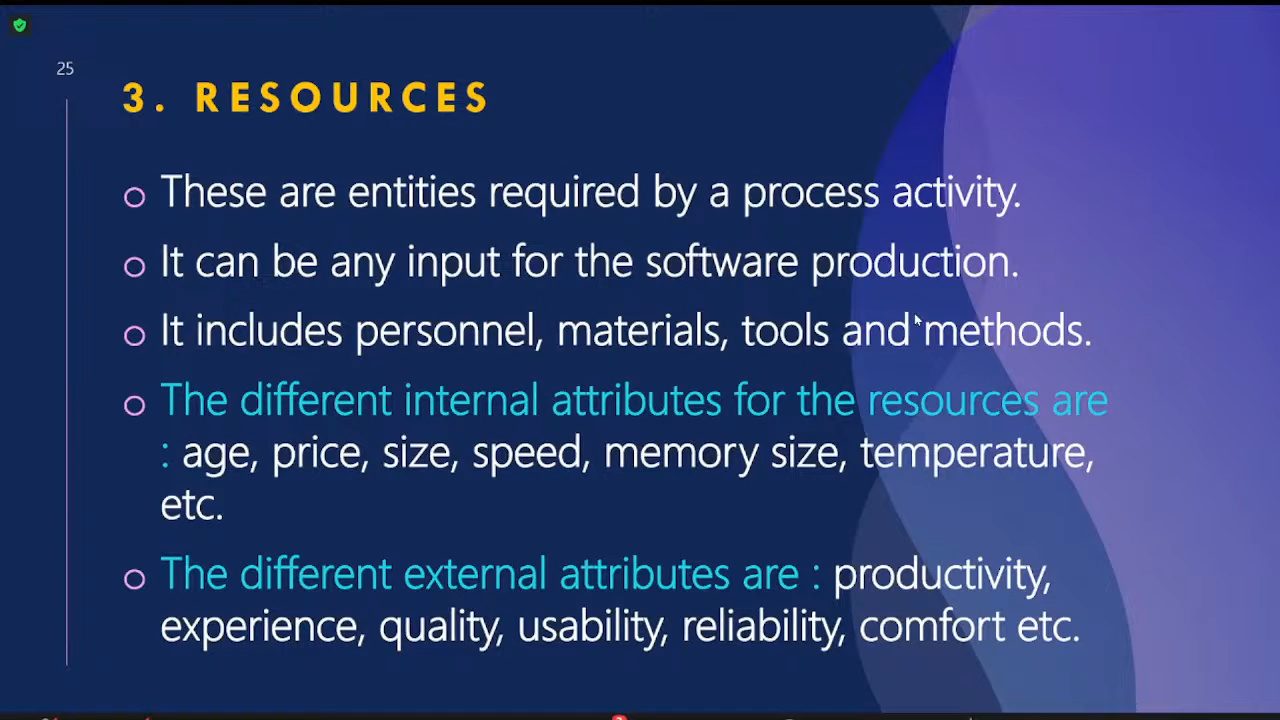 25
3. RESOURCES
o These are entities required by a process activity.
o It can be any input for the software production.
o It includes personnel, materials, tools and methods.
o The different internal attributes for the resources are
: age, price, size, speed, memory size, temperature,
etc.
o The different external attributes are : productivity,
experience, quality, usability, reliability, comfort etc.